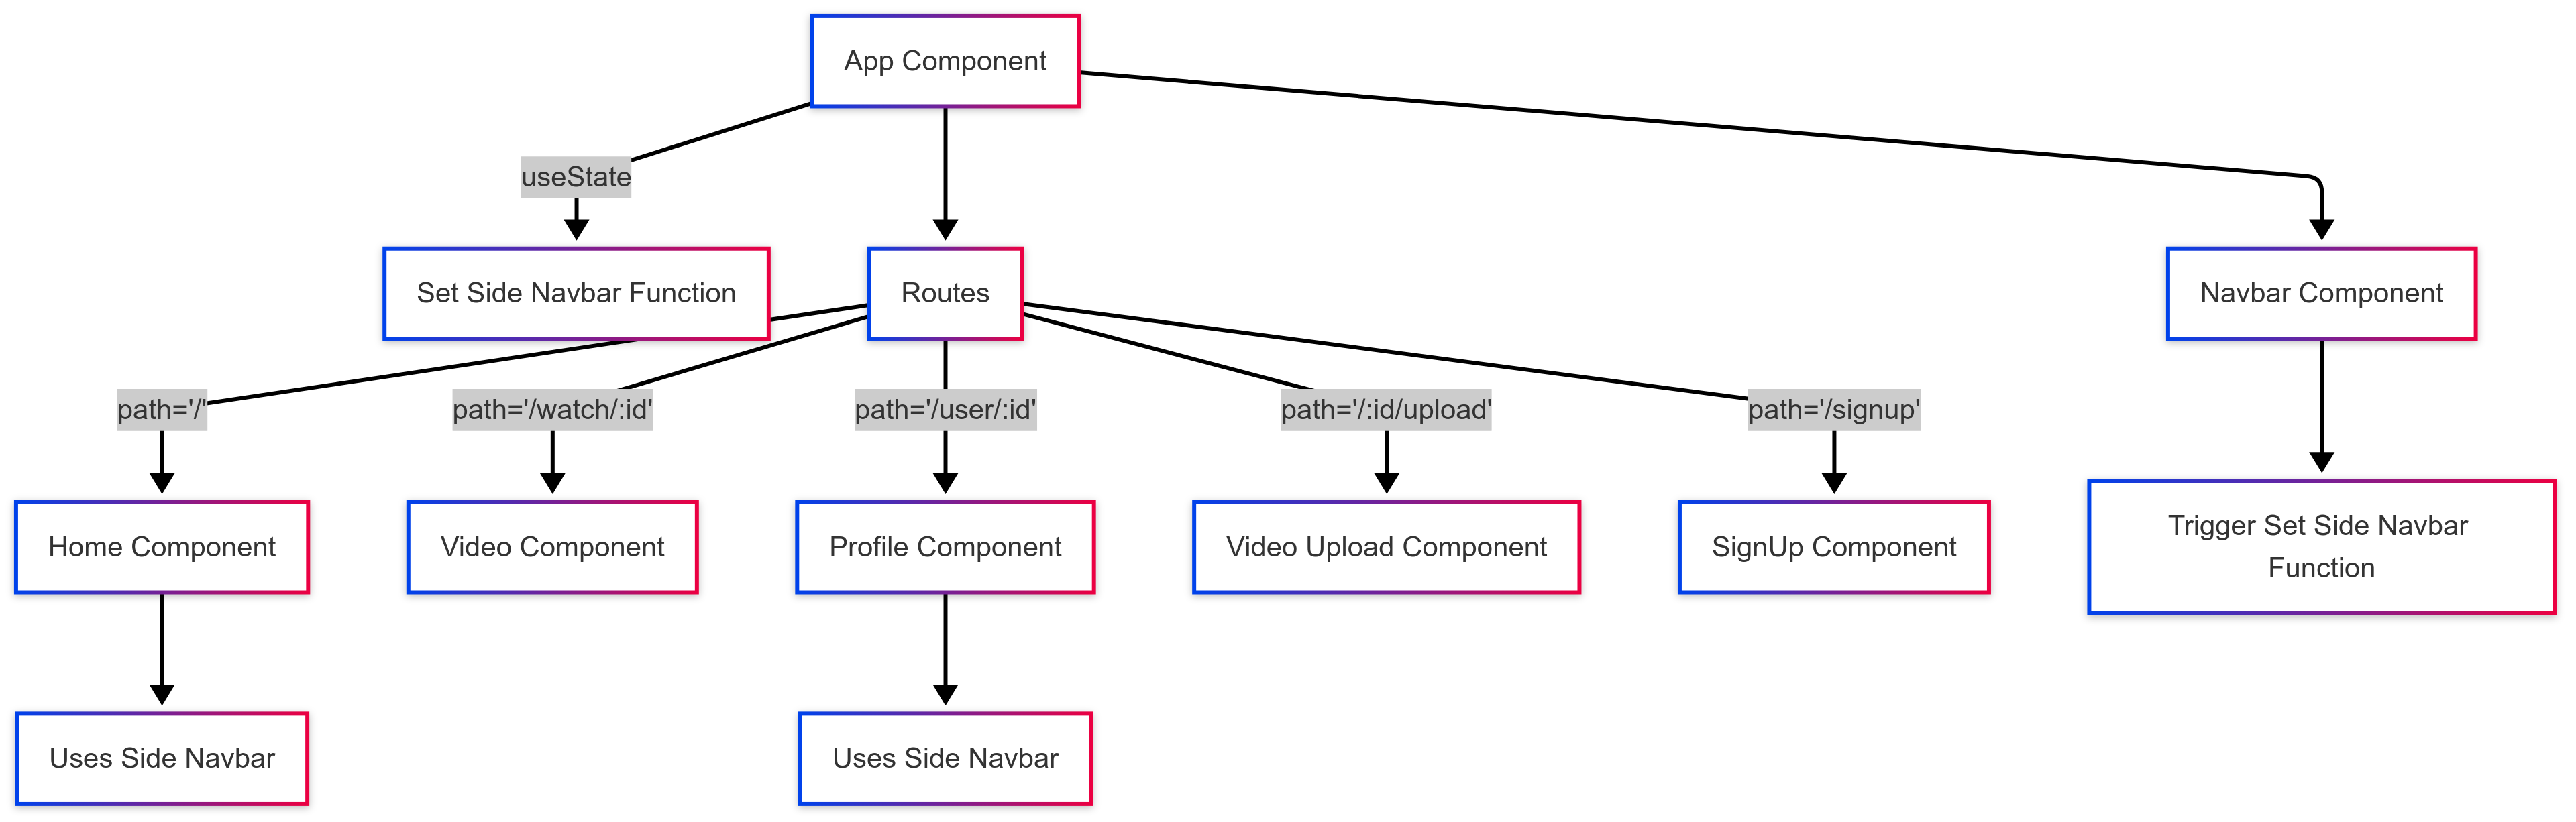 App Component
useState
Set Side Navbar Function
Routes
Navbar Component
path='/'
path='/watch/:id'
path='/user/:id'
path='/:id/upload'
path='/signup'
Home Component
Video Component
Profile Component
Video Upload Component
SignUp Component
Trigger Set Side Navbar
Function
Uses Side Navbar
Uses Side Navbar